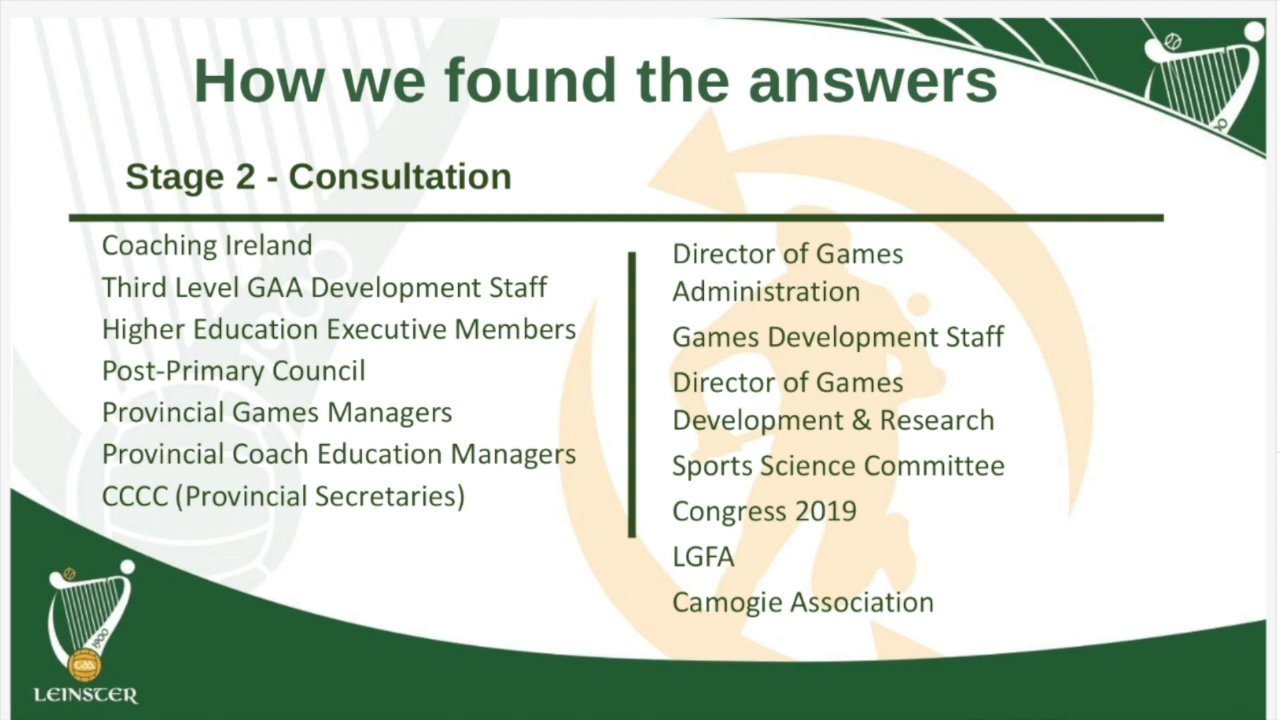 How we found the answers
Stage 2 - Consultation
Coaching Ireland
Third Level GAA Development Staff
Higher Education Executive Members
Post-Primary Council
Provincial Games Managers
Provincial Coach Education Managers
CCCC (Provincial Secretaries)
Director of Games
Administration
Games Development Staff
Director of Games
Development & Research
Sports Science Committee
Congress 2019
LGFA
Camogie Association
1900
GAA
LEINSTER